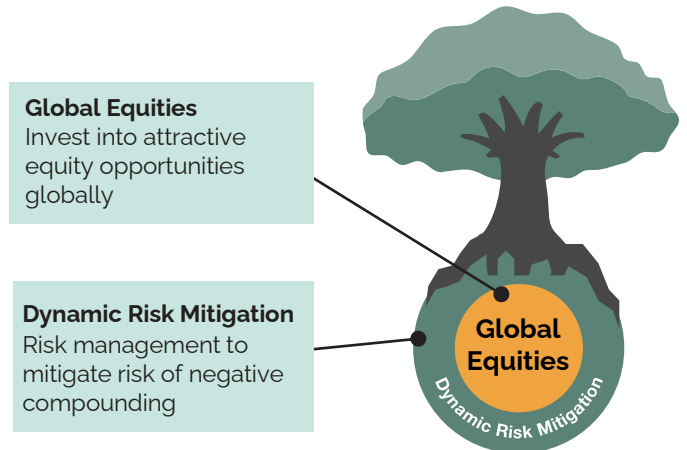 Global Equities
Invest into attractive
equity opportunities
globally
Dynamic Risk Mitigation
Risk management to
mitigate risk of negative
compounding
Global
Equities
Dynamic Risk Mitigation